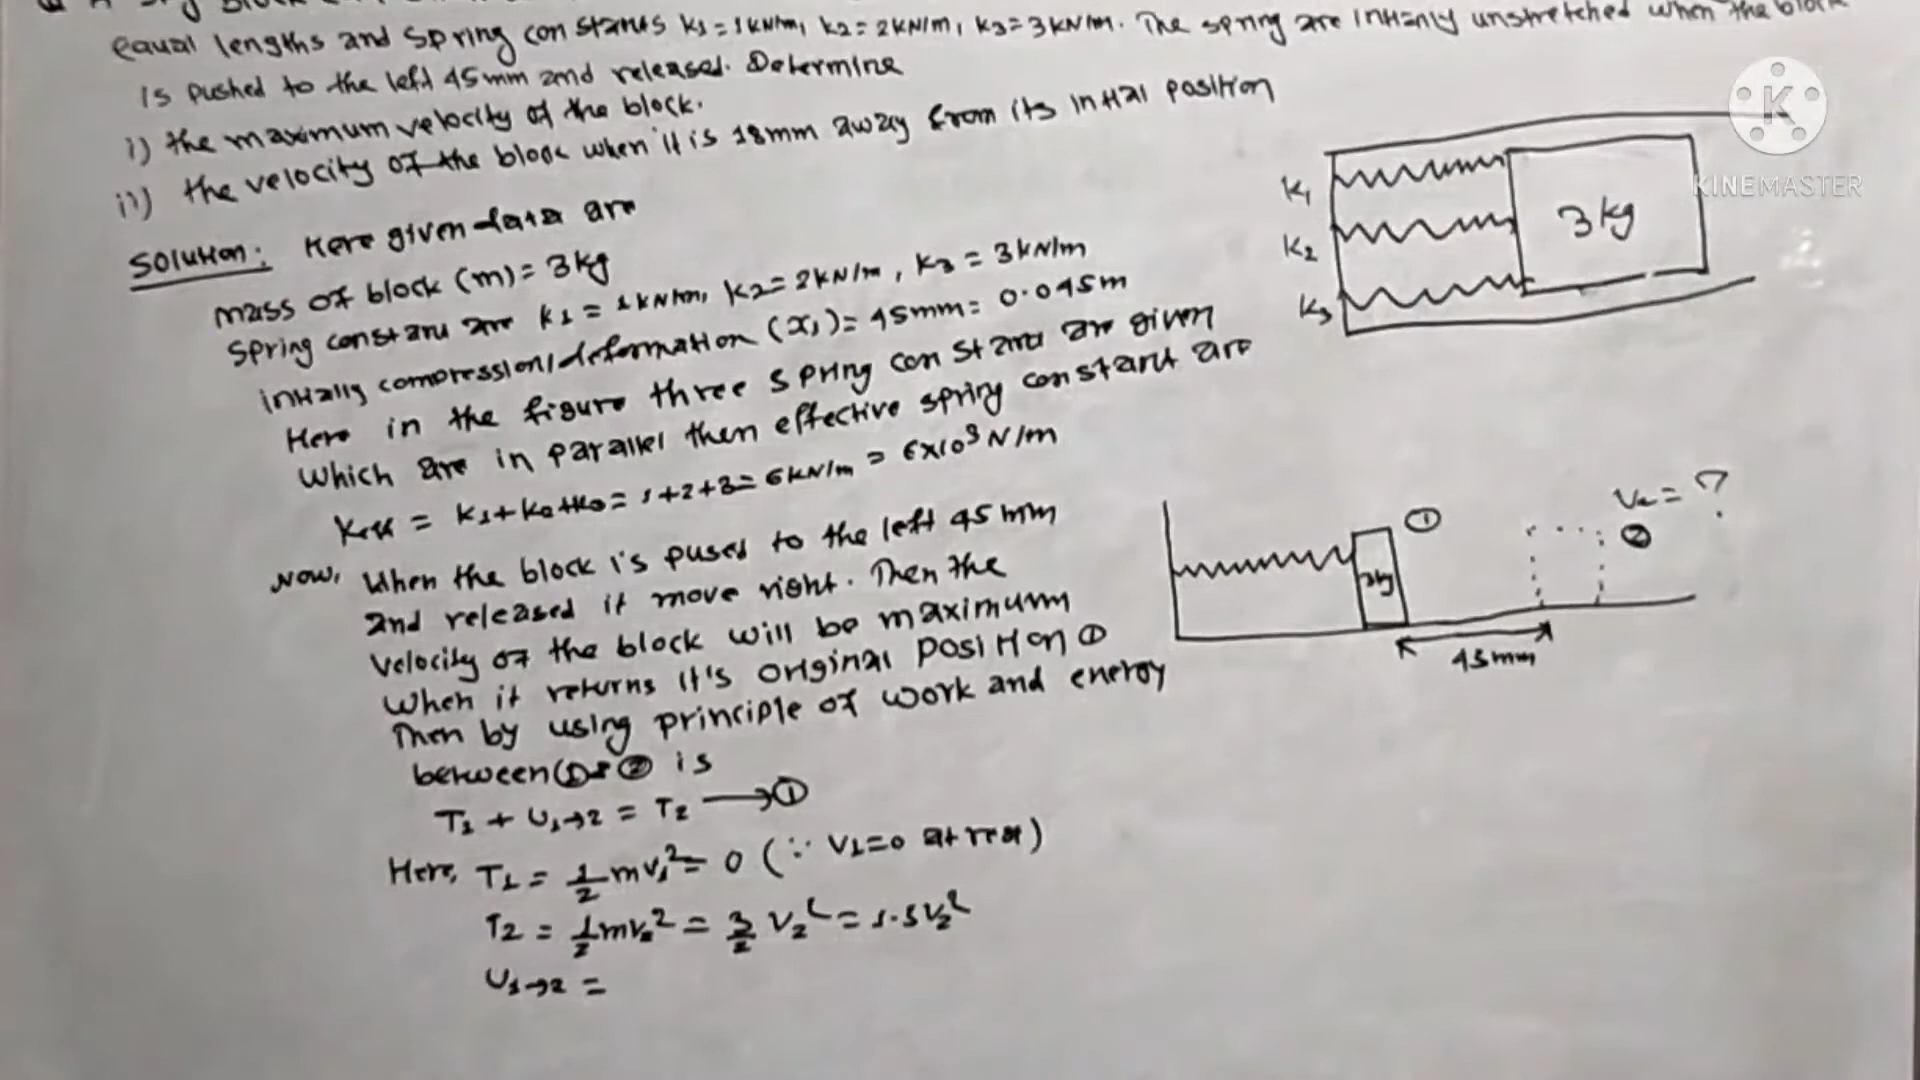 equal lengths and spring constants k1 = 1kN/m, k2 = 2kN/m, k3 = 3kN/m. The spring are initially unstretched when the block
is pushed to the left 45mm and released. Determine
i) the maximum velocity of the block.
ii) the velocity of the block when it is 18mm away from its initial position
Solution: Here given data are
mass of block (m) = 3kg
spring constant are k1 = 1kN/m, k2 = 2kN/m, k3 = 3kN/m
initially compression/deformation (x1) = 45mm = 0.045m
Here in the figure three spring constant are given
which are in parallel then effective spring constant are
Keff = k1+k2+k3 = 1+2+3 = 6kN/m = 6x10³ N/m
Now, When the block is pused to the left 45mm
and released it move right. Then the
velocity of the block will be maximum
when it returns it's original position ①
Then by using principle of work and energy
between ① & ② is
T1 + U1→2 = T2 → ①
Here, T1 = 1/2 mv1² = 0 (∵ V1=0 at rest)
T2 = 1/2 mv2² = 3/2 V2² = 1.5V2²
U1→2 =
K1
K2
K3
3kg
K
KINEMASTER
①
3kg
V2 = ?
②
45mm